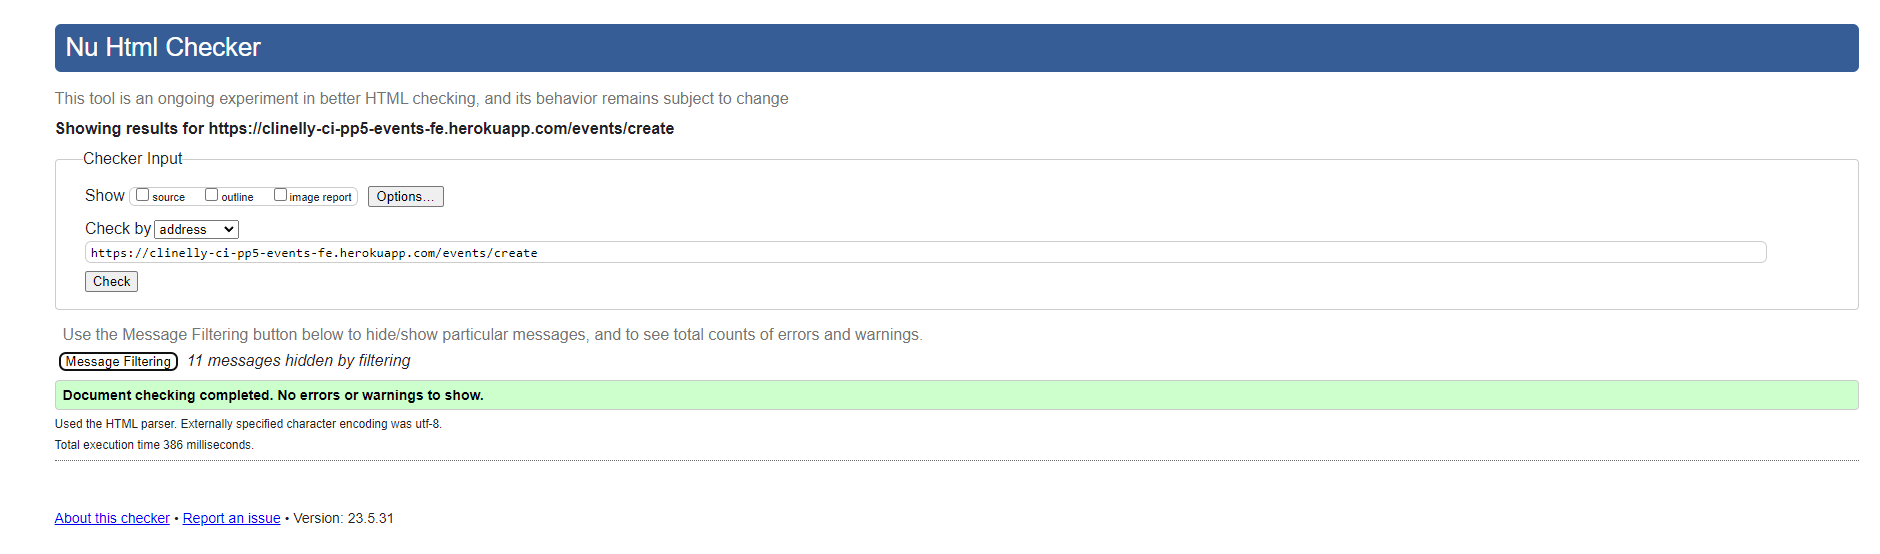 Nu Html Checker
This tool is an ongoing experiment in better HTML checking, and its behavior remains subject to change
Showing results for https://clinelly-ci-pp5-events-fe.herokuapp.com/events/create
Checker Input
Show source outline image report Options...
Check by address
https://clinelly-ci-pp5-events-fe.herokuapp.com/events/create
Check
Use the Message Filtering button below to hide/show particular messages, and to see total counts of errors and warnings.
Message Filtering 11 messages hidden by filtering
Document checking completed. No errors or warnings to show.
Used the HTML parser. Externally specified character encoding was utf-8.
Total execution time 386 milliseconds.
About this checker • Report an issue • Version: 23.5.31